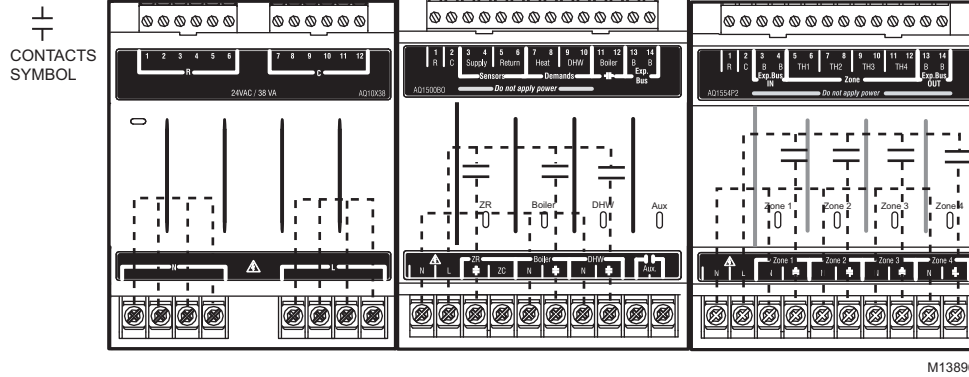 CONTACTS
SYMBOL
1 2 3 4 5 6 7 8 9 10 11 12
R C
24VAC / 38 VA AQ10X38
1 2 3 4 5 6 7 8 9 10 11 12 13 14
R C Supply Return Heat DHW Boiler B B
Sensors Demands Exp. Bus
AQ1500BO Do not apply power
1 2 3 4 5 6 7 8 9 10 11 12 13 14
R C B B TH1 TH2 TH3 TH4 B B
Exp.Bus IN Zone Exp.Bus OUT
AQ1554P2 Do not apply power
ZR Boiler DHW Aux
Zone 1 Zone 2 Zone 3 Zone 4
N L
ZR Boiler DHW
N L ZC N N Aux.
Zone 1 Zone 2 Zone 3 Zone 4
N L N